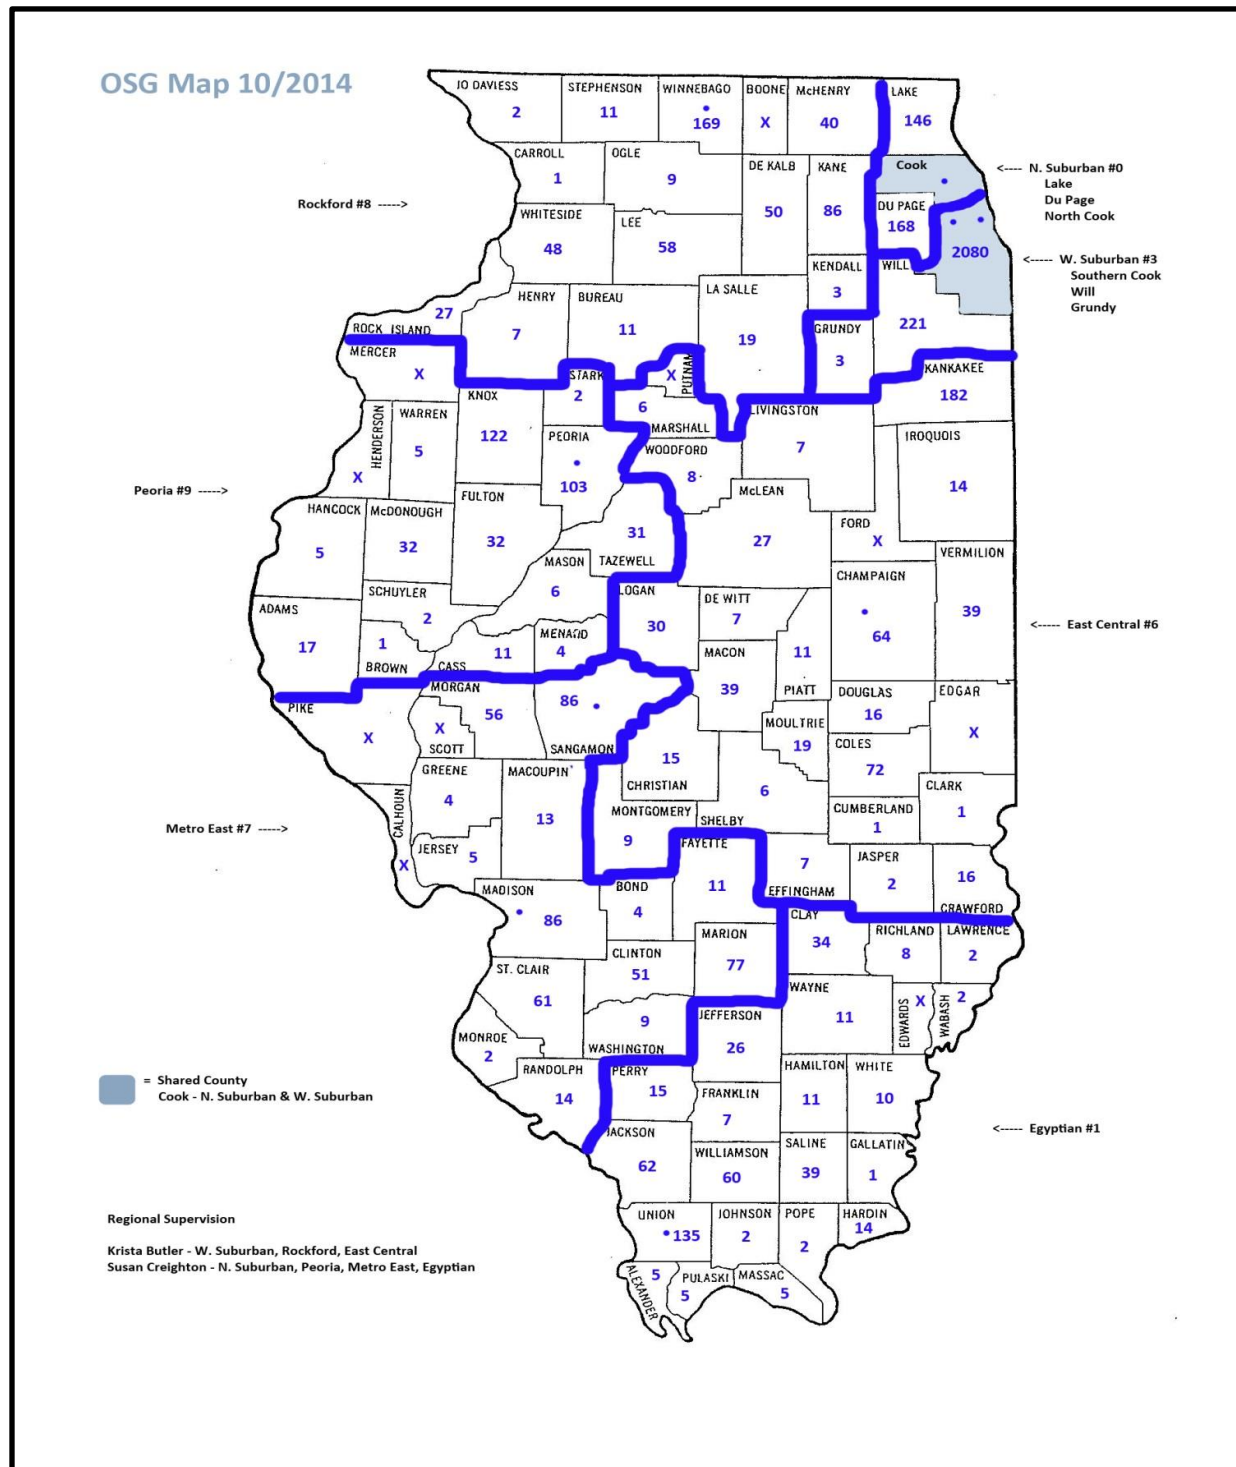 OSG Map 10/2014
JO DAVIESS
2
STEPHENSON
11
WINNEBAGO
169
BOONE
X
McHENRY
40
LAKE
146
CARROLL
1
OGLE
9
DE KALB
50
KANE
86
Cook
2080
DU PAGE
168
<---- N. Suburban #0
Lake
Du Page
North Cook
Rockford #8 ---->
WHITESIDE
48
LEE
58
KENDALL
3
WILL
221
<---- W. Suburban #3
Southern Cook
Will
Grundy
ROCK ISLAND
27
HENRY
7
BUREAU
11
LA SALLE
19
GRUNDY
3
MERCER
X
STARK
2
PUTNAM
X
KANKAKEE
182
HENDERSON
X
WARREN
5
KNOX
122
PEORIA
103
6
MARSHALL
LIVINGSTON
7
WOODFORD
8
IROQUOIS
14
Peoria #9 ---->
HANCOCK
5
McDONOUGH
32
FULTON
32
31
TAZEWELL
McLEAN
27
FORD
X
VERMILION
39
MASON
6
CHAMPAIGN
64
ADAMS
17
SCHUYLER
2
1
BROWN
CASS
11
MENARD
4
LOGAN
30
DE WITT
7
MACON
39
11
PIATT
<---- East Central #6
PIKE
X
MORGAN
56
X
SCOTT
86
SANGAMON
15
CHRISTIAN
MOULTRIE
19
DOUGLAS
16
EDGAR
X
COLES
72
GREENE
4
MACOUPIN
13
MONTGOMERY
9
6
SHELBY
CUMBERLAND
1
CLARK
1
Metro East #7 ---->
CALHOUN
X
JERSEY
5
MADISON
86
BOND
4
FAYETTE
11
7
EFFINGHAM
JASPER
2
16
CRAWFORD
CLINTON
51
MARION
77
CLAY
34
RICHLAND
8
LAWRENCE
2
ST. CLAIR
61
9
WASHINGTON
JEFFERSON
26
WAYNE
11
EDWARDS
X
WABASH
2
MONROE
2
RANDOLPH
14
PERRY
15
FRANKLIN
7
HAMILTON
11
WHITE
10
= Shared County
Cook - N. Suburban & W. Suburban
JACKSON
62
WILLIAMSON
60
SALINE
39
GALLATIN
1
<---- Egyptian #1
UNION
135
JOHNSON
2
POPE
2
HARDIN
14
ALEXANDER
5
PULASKI
5
MASSAC
5
Regional Supervision
Krista Butler - W. Suburban, Rockford, East Central
Susan Creighton - N. Suburban, Peoria, Metro East, Egyptian